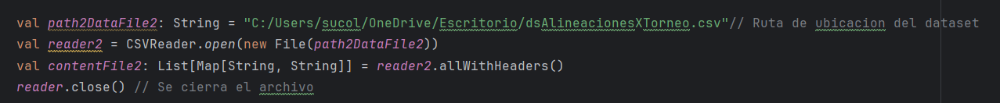 val path2DataFile2: String = "C:/Users/sucol/OneDrive/Escritorio/dsAlineacionesXTorneo.csv"// Ruta de ubicacion del dataset
val reader2 = CSVReader.open(new File(path2DataFile2))
val contentFile2: List[Map[String, String]] = reader2.allWithHeaders()
reader.close() // Se cierra el archivo